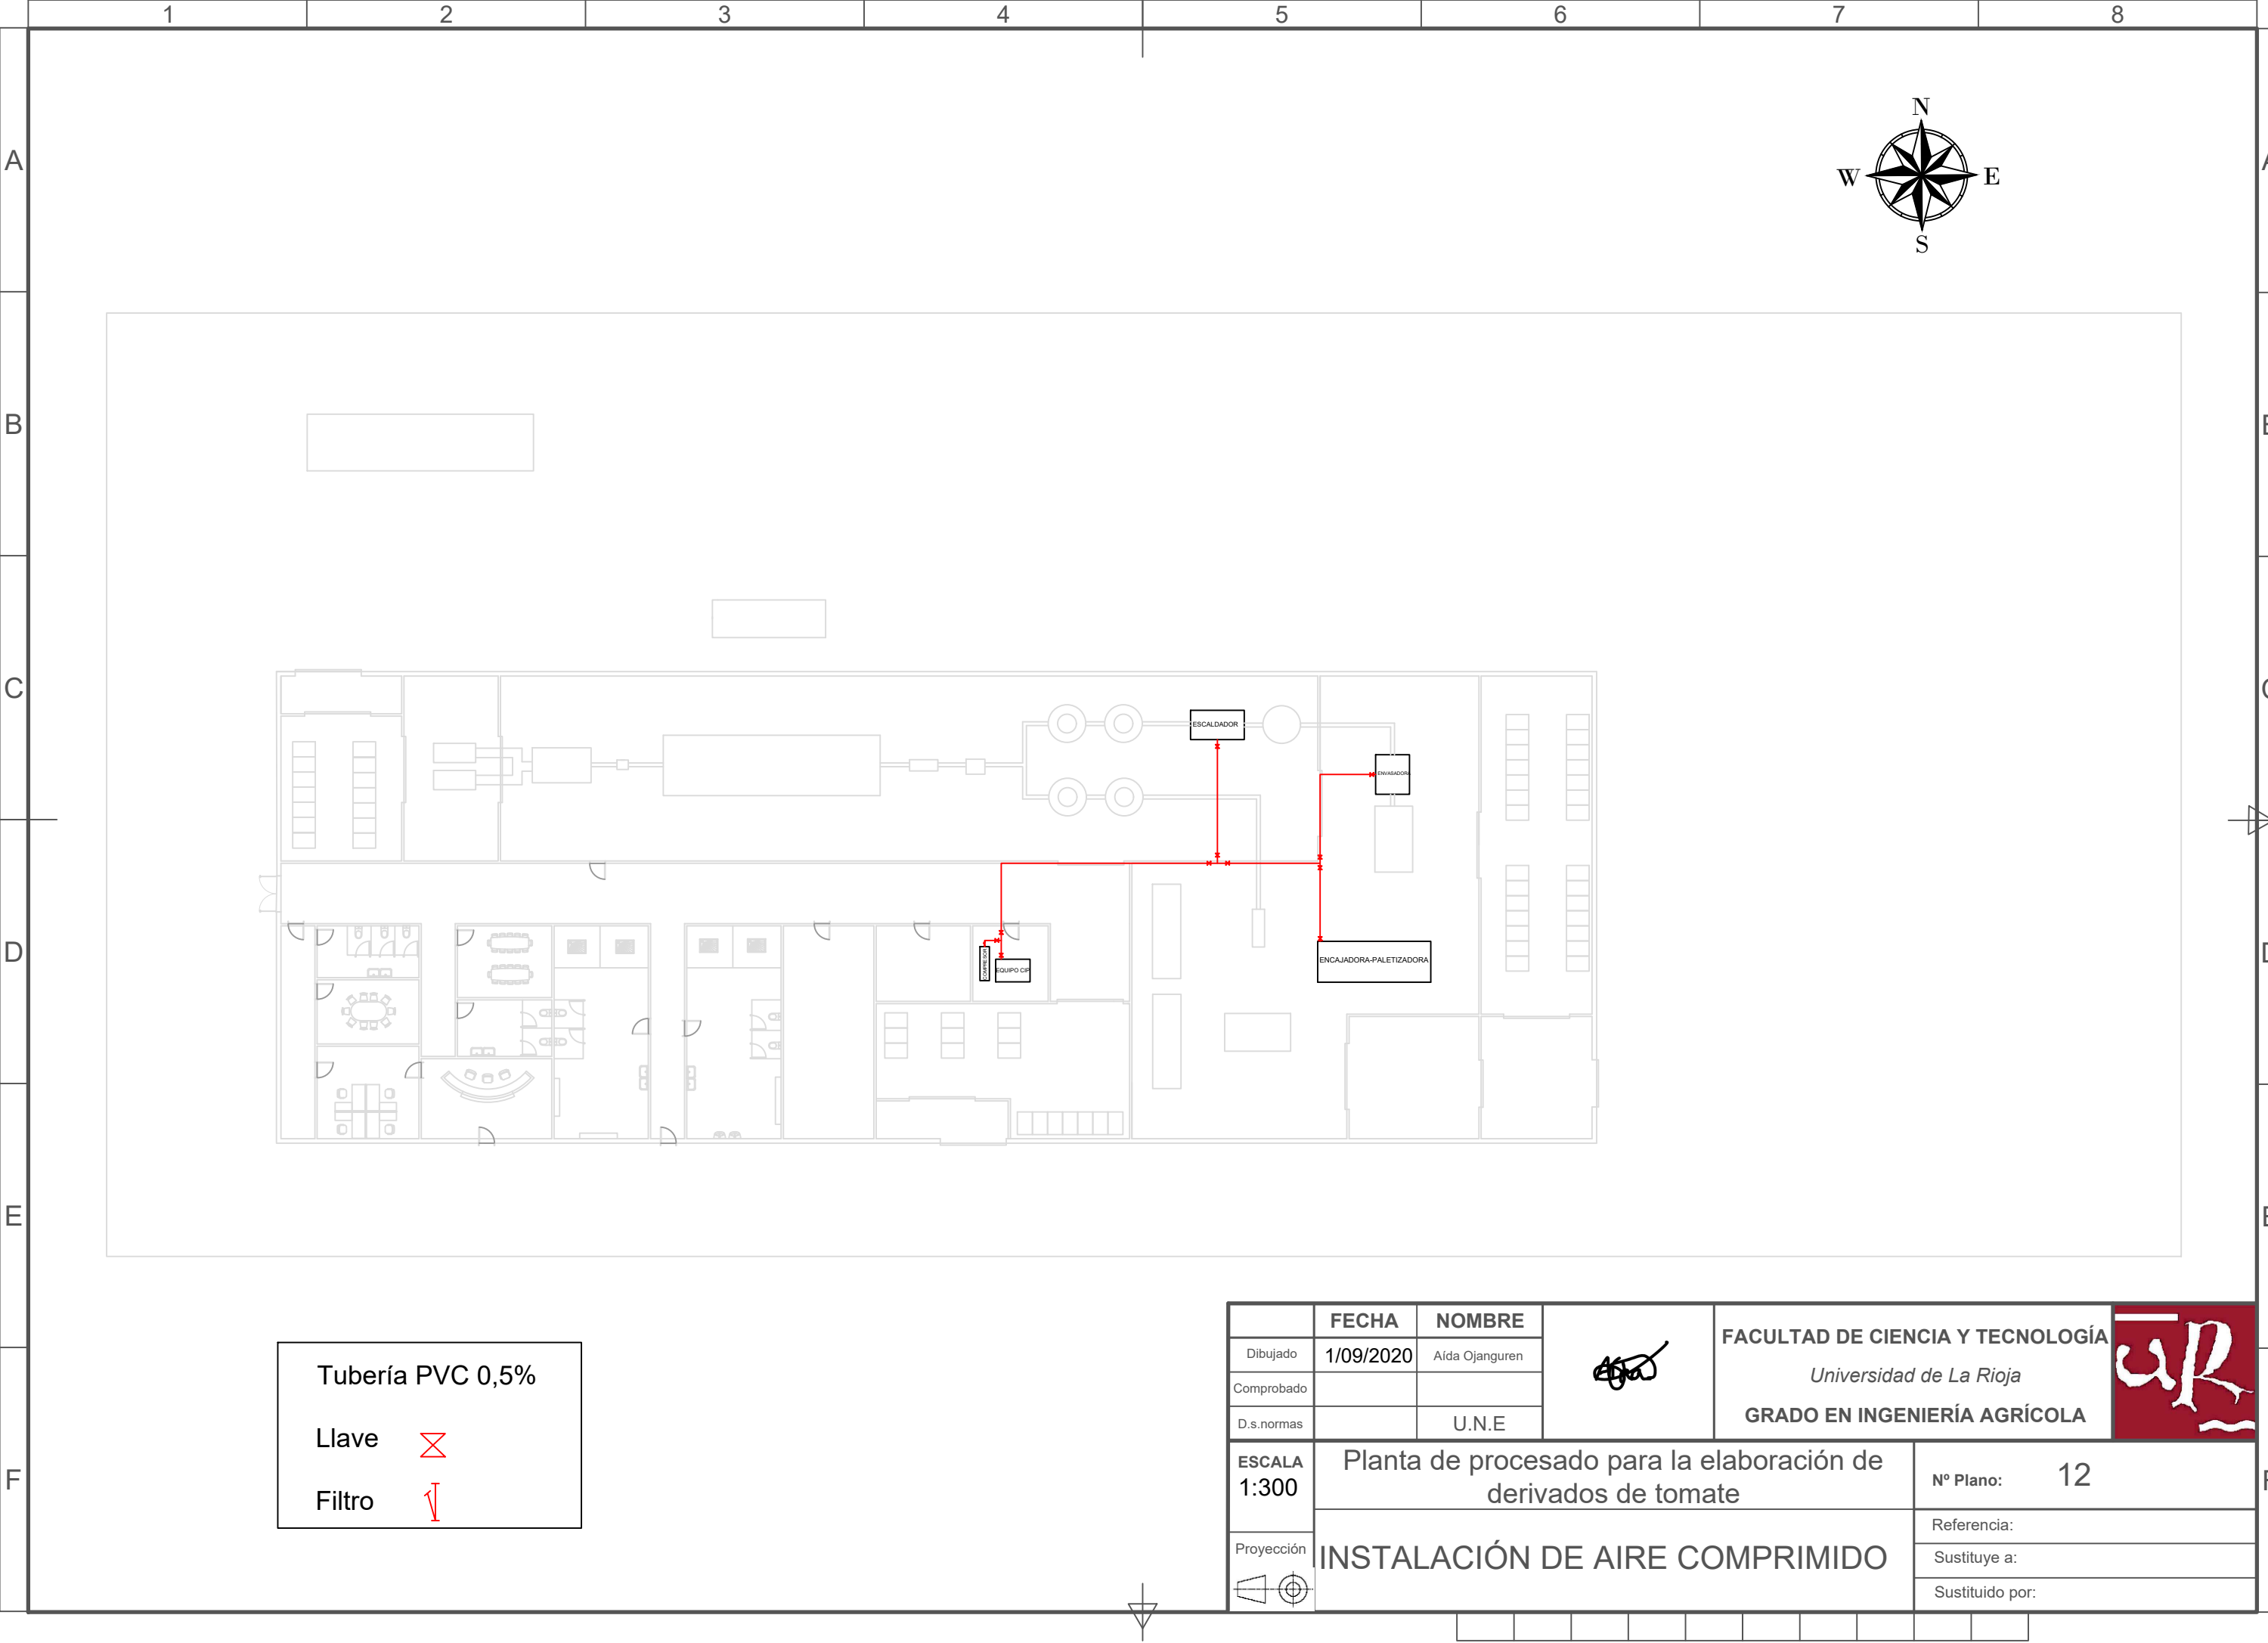 1 2 3 4 5 6 7 8
A
B
C
D
E
F
N
W E
S
ESCALDADOR
ENVASADORA
COMPRESOR
EQUIPO CIP
ENCAJADORA-PALETIZADORA
Tubería PVC 0,5%
Llave
Filtro
FECHA NOMBRE
Dibujado 1/09/2020 Aída Ojanguren
Comprobado
D.s.normas U.N.E
FACULTAD DE CIENCIA Y TECNOLOGÍA
Universidad de La Rioja
GRADO EN INGENIERÍA AGRÍCOLA
UR
ESCALA
1:300
Planta de procesado para la elaboración de
derivados de tomate
Nº Plano: 12
Proyección
INSTALACIÓN DE AIRE COMPRIMIDO
Referencia:
Sustituye a:
Sustituido por: